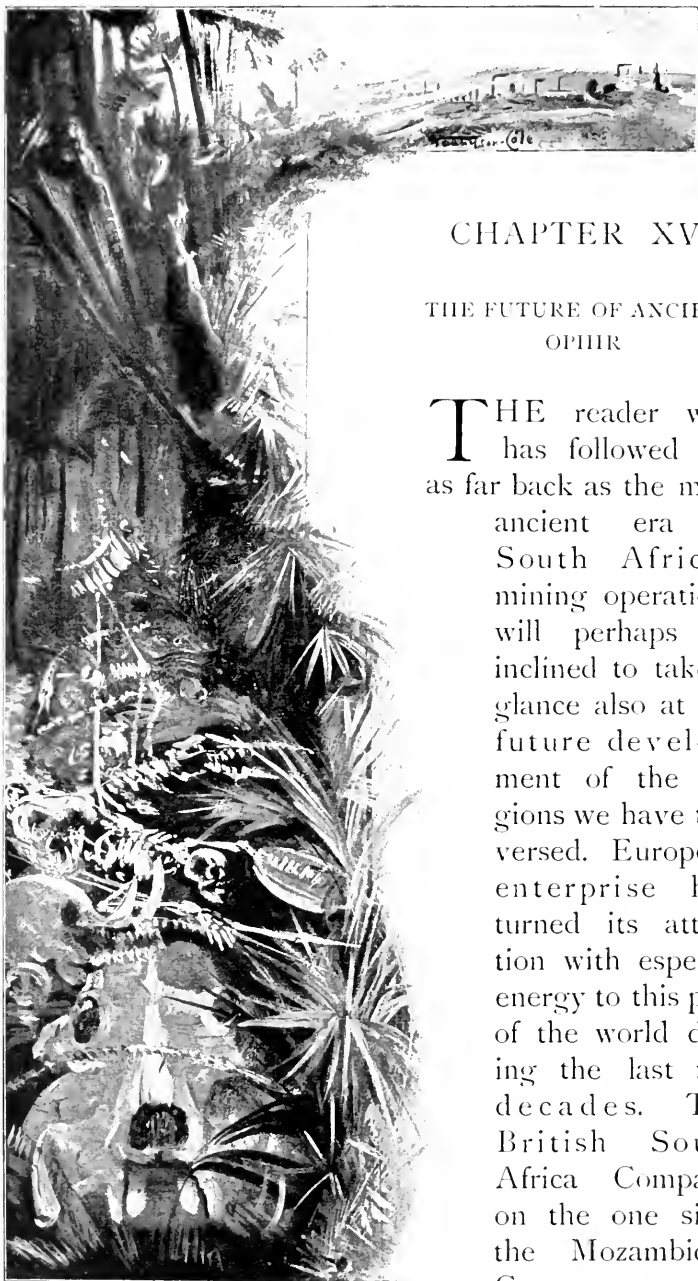 CHAPTER XV
THE FUTURE OF ANCIE
OPHIR
THE reader w
has followed
as far back as the m
ancient era
South Afric
mining operati
will perhaps
inclined to take
glance also at
future devel
ment of the
gions we have t
versed. Europe
enterprise h
turned its att
tion with espe
energy to this p
of the world d
ing the last
decades. T
British Sou
Africa Compa
on the one si
the Mozambi